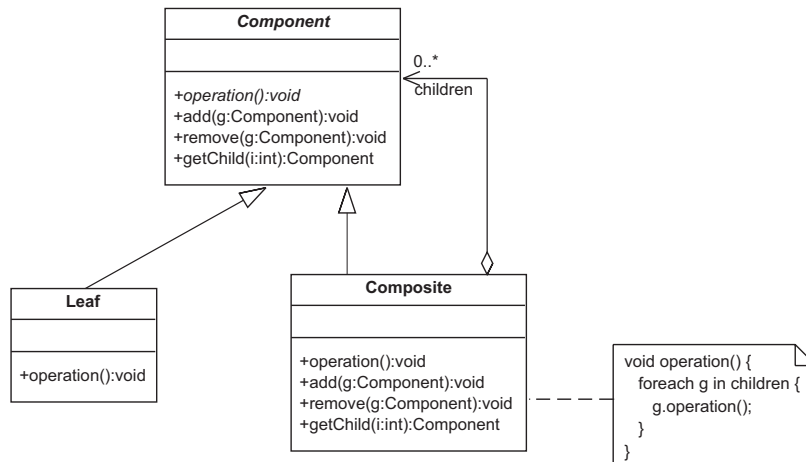 Component
+operation():void
+add(g:Component):void
+remove(g:Component):void
+getChild(i:int):Component
0..*
children
Leaf
+operation():void
Composite
+operation():void
+add(g:Component):void
+remove(g:Component):void
+getChild(i:int):Component
void operation() {
foreach g in children {
g.operation();
}
}